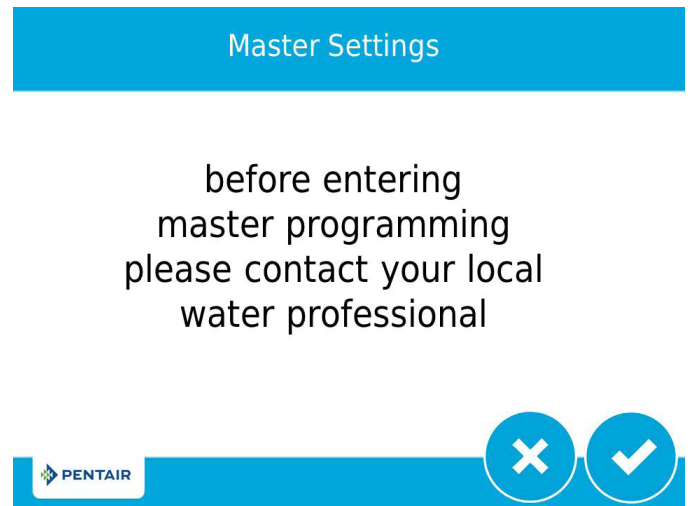 Master Settings
before entering
master programming
please contact your local
water professional
PENTAIR